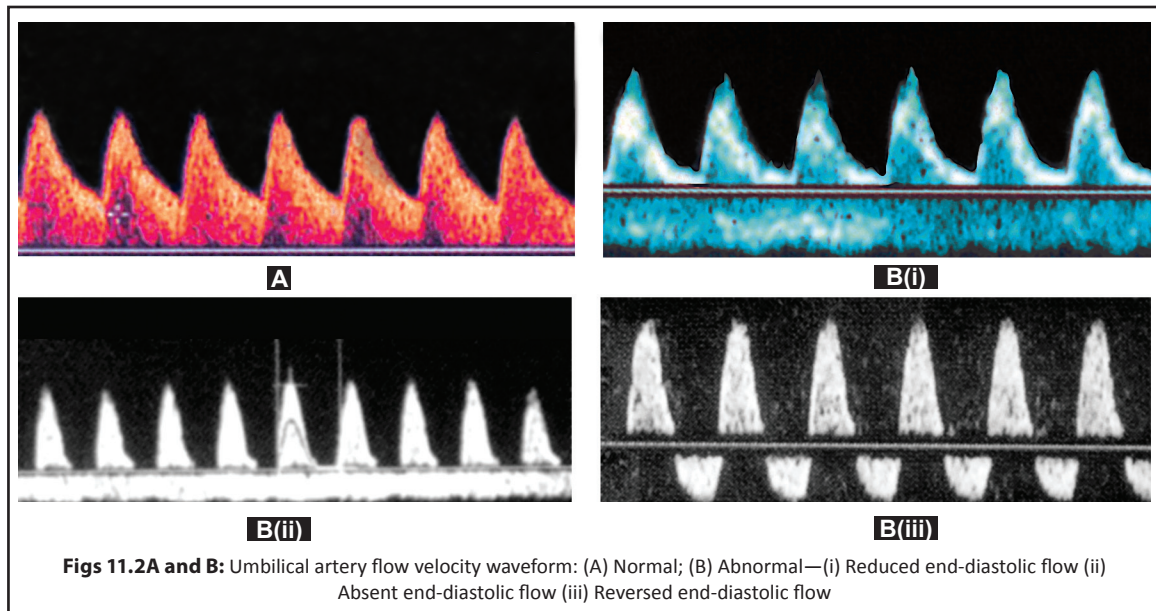 A
B(i)
B(ii)
B(iii)
Figs 11.2A and B: Umbilical artery flow velocity waveform: (A) Normal; (B) Abnormal—(i) Reduced end-diastolic flow (ii)
Absent end-diastolic flow (iii) Reversed end-diastolic flow